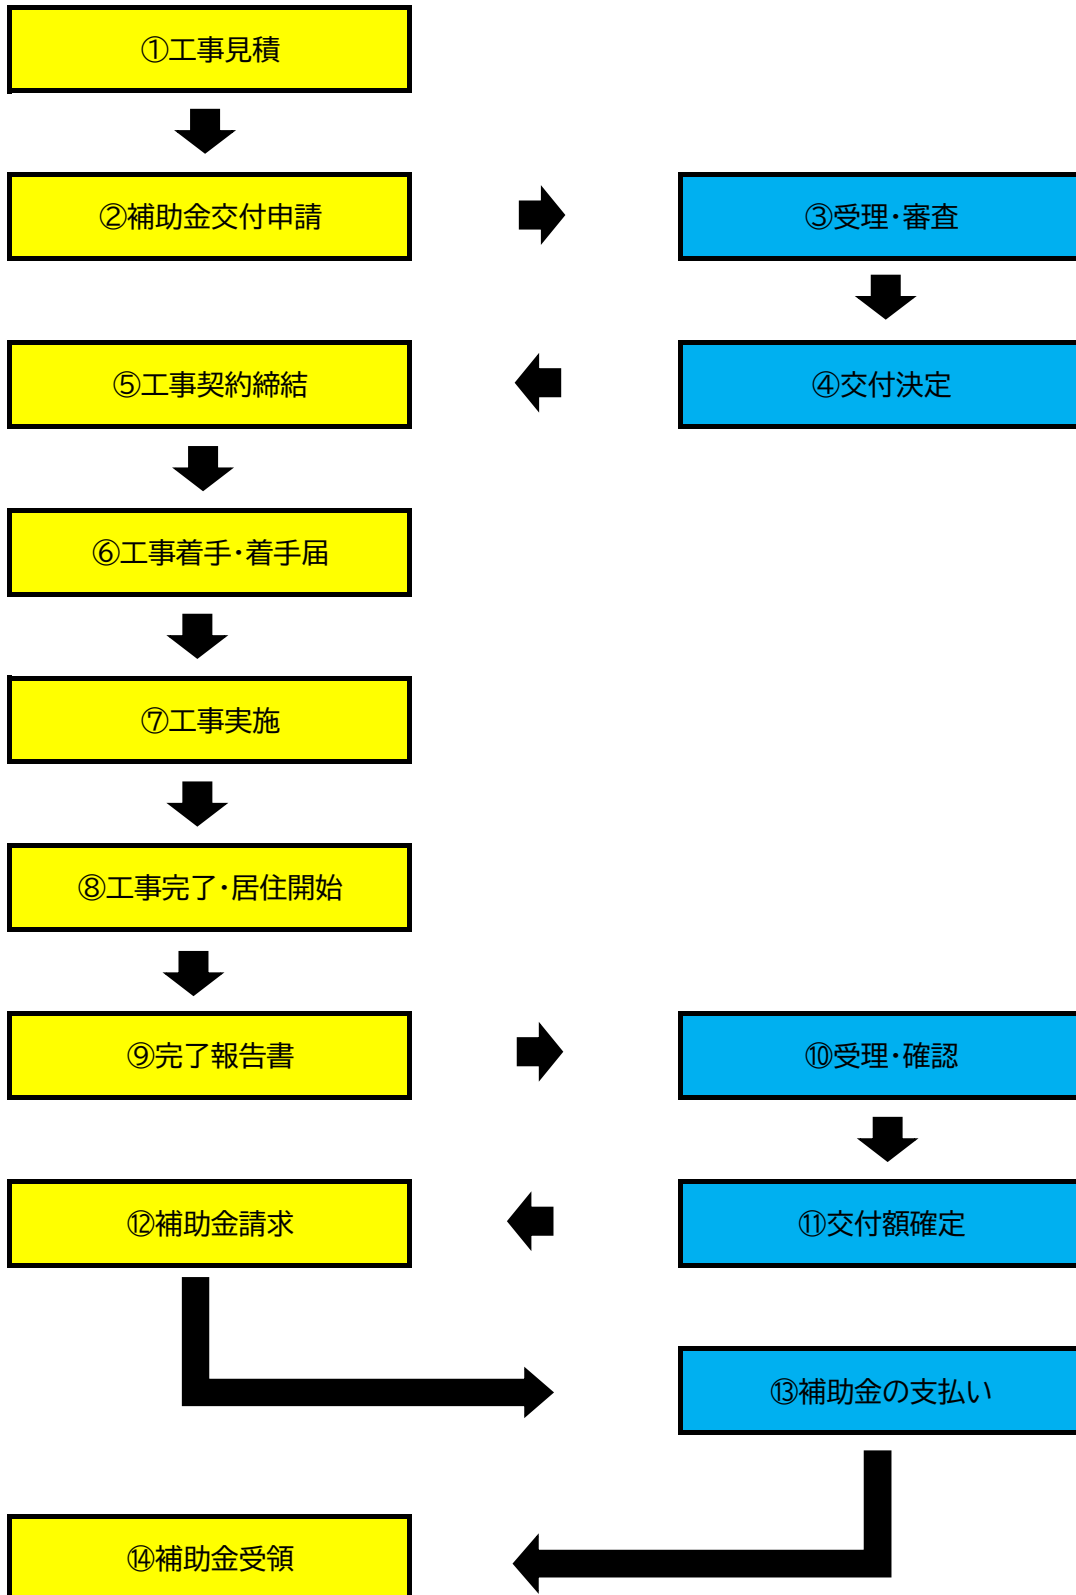 ①工事見積
②補助金交付申請
③受理・審査
④交付決定
⑤工事契約締結
⑥工事着手・着手届
⑦工事実施
⑧工事完了・居住開始
⑨完了報告書
⑩受理・確認
⑪交付額確定
⑫補助金請求
⑬補助金の支払い
⑭補助金受領